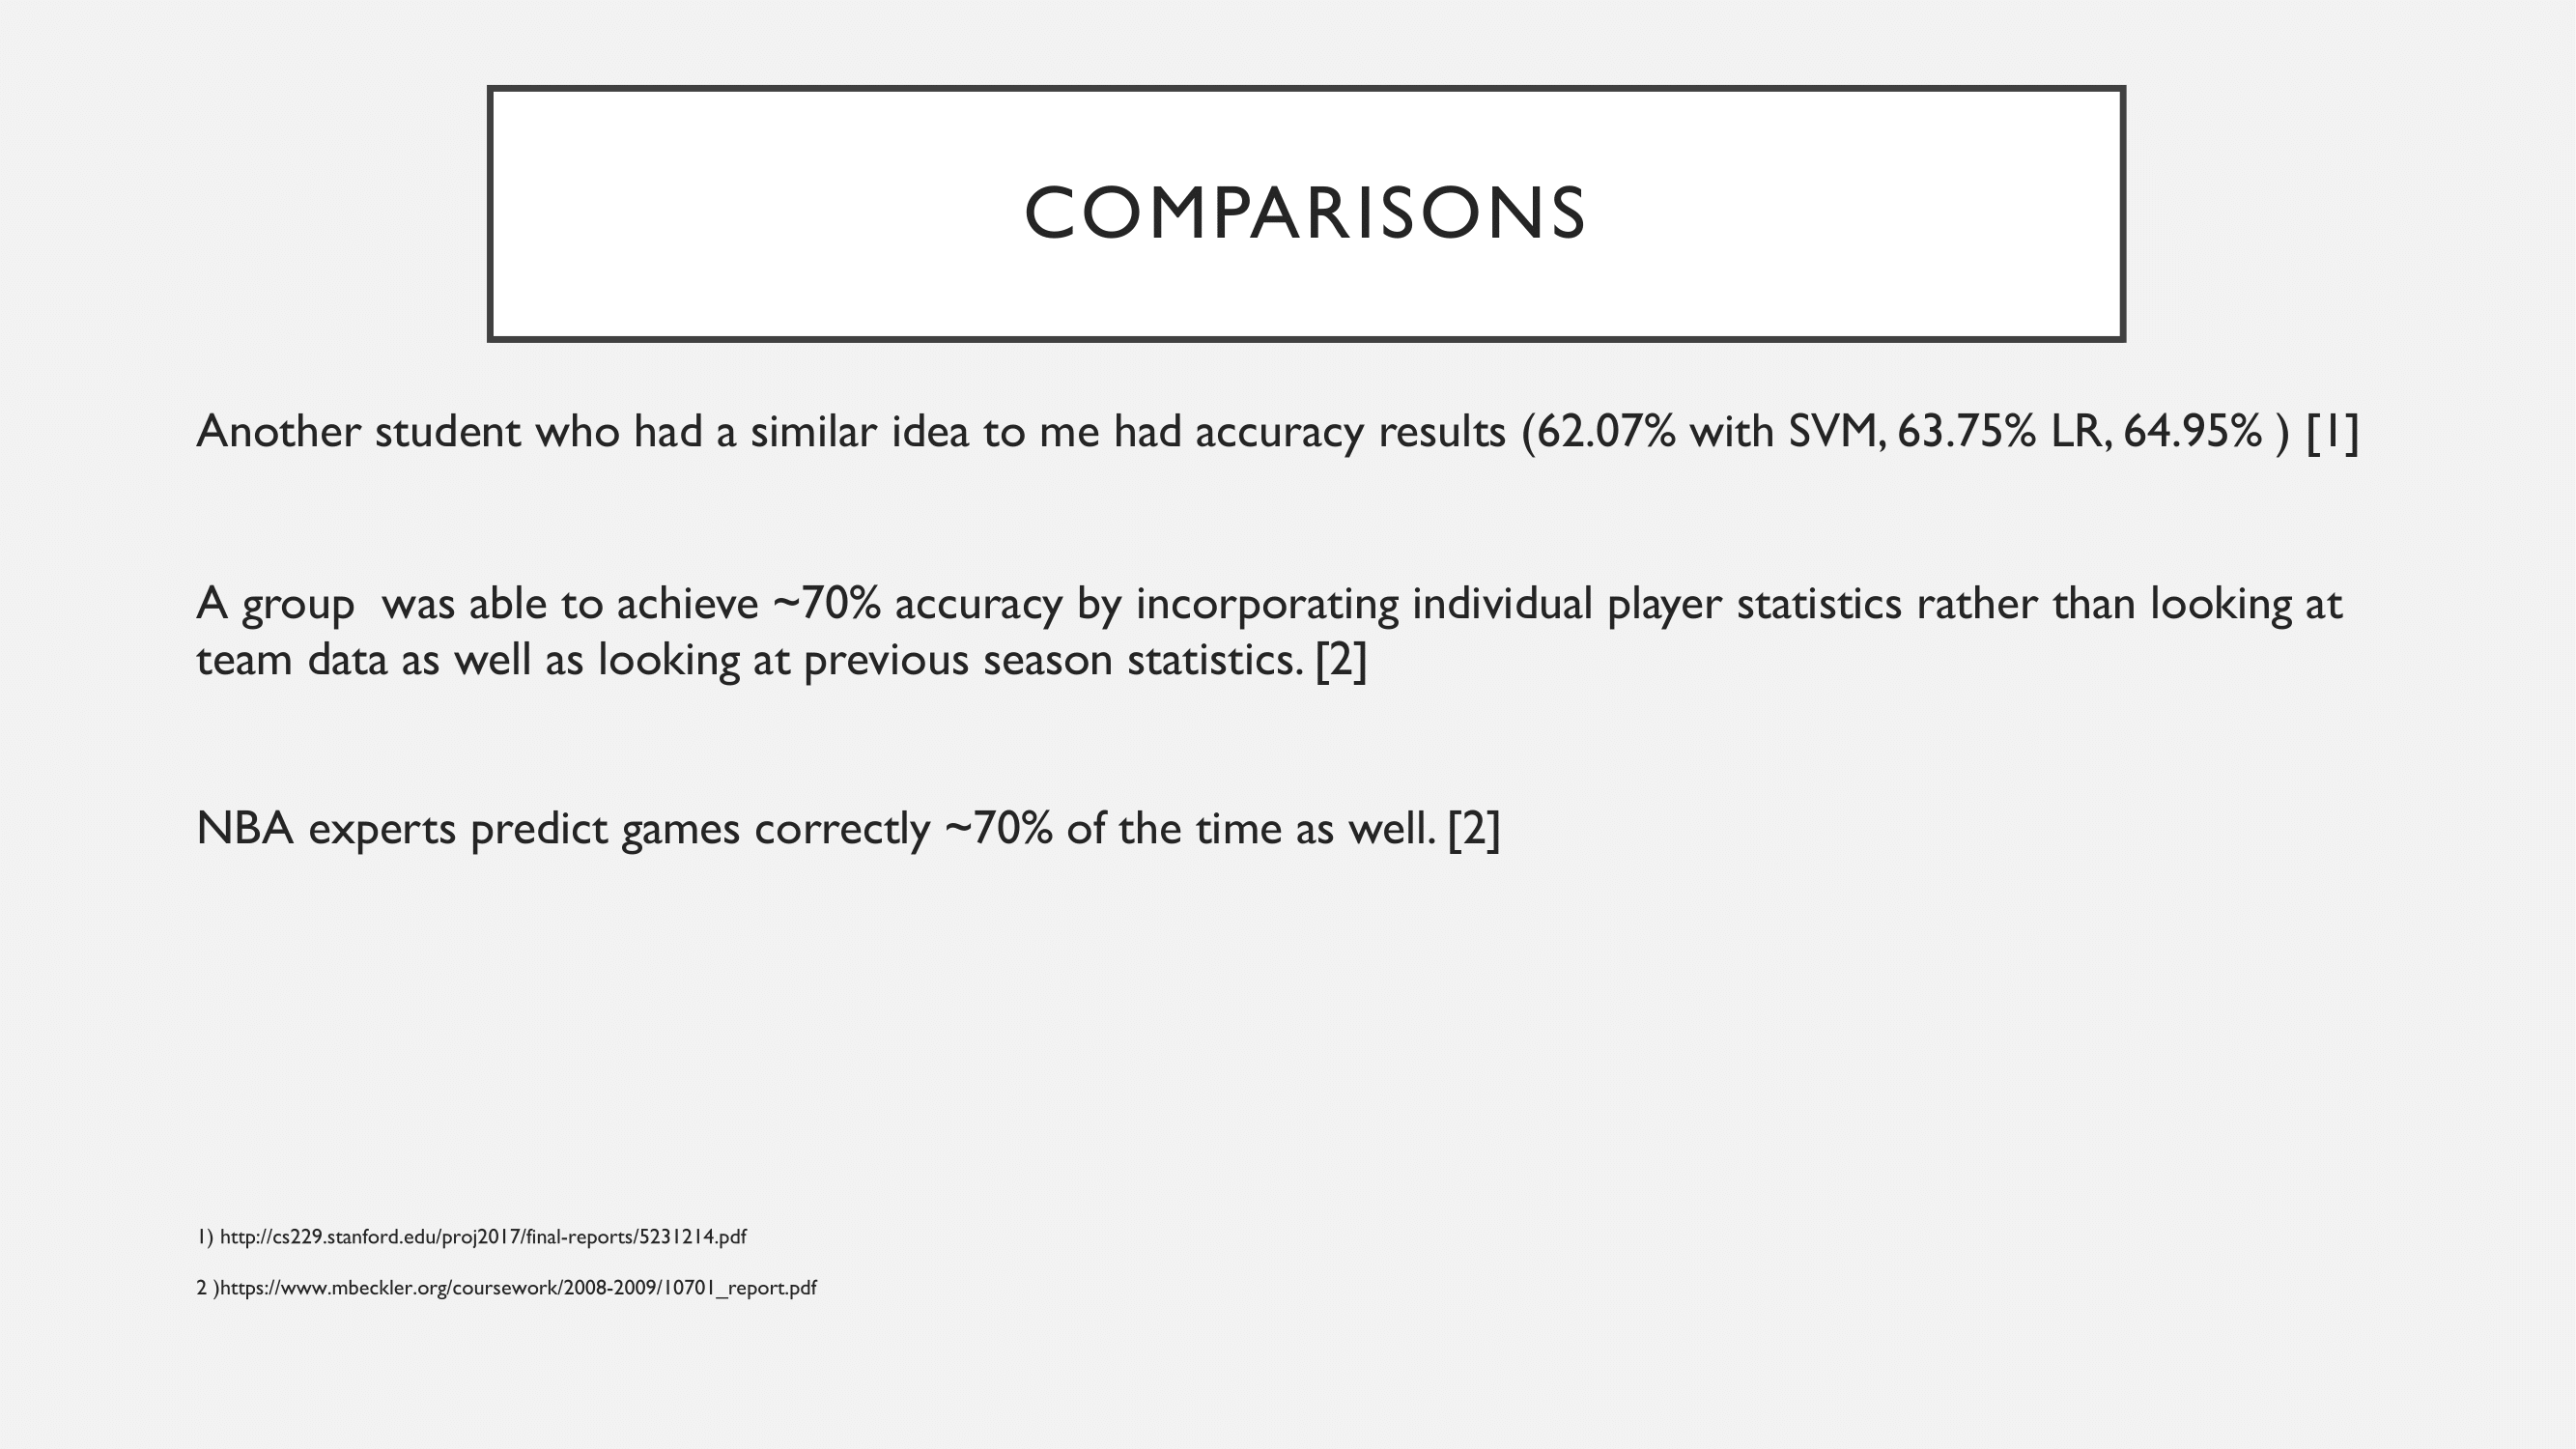 COMPARISONS
Another student who had a similar idea to me had accuracy results (62.07% with SVM, 63.75% LR, 64.95% ) [1]
A group  was able to achieve ~70% accuracy by incorporating individual player statistics rather than looking at
team data as well as looking at previous season statistics. [2]
NBA experts predict games correctly ~70% of the time as well. [2]
1) http://cs229.stanford.edu/proj2017/final-reports/5231214.pdf
2 )https://www.mbeckler.org/coursework/2008-2009/10701_report.pdf